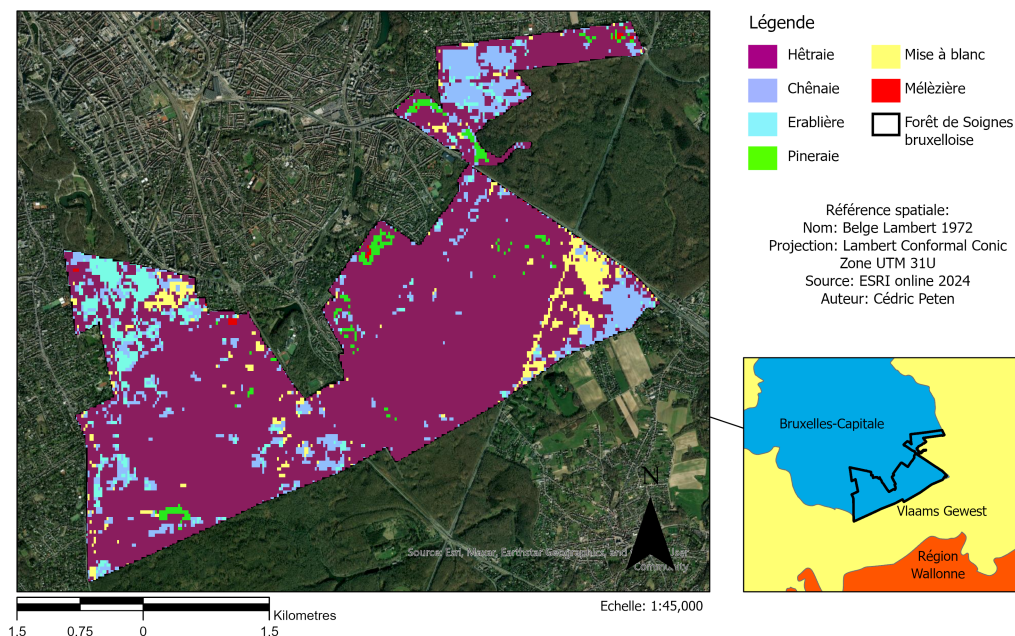 Légende
Hêtraie
Chênaie
Erablière
Pineraie
Mise à blanc
Mélèzière
Forêt de Soignes
bruxelloise
Référence spatiale:
Nom: Belge Lambert 1972
Projection: Lambert Conformal Conic
Zone UTM 31U
Source: ESRI online 2024
Auteur: Cédric Peten
Bruxelles-Capitale
Vlaams Gewest
Région
Wallonne
N
Source: Esri, Maxar, Earthstar Geographics, and
User
Community
Kilometres
1.5 0.75 0 1.5
Echelle: 1:45,000